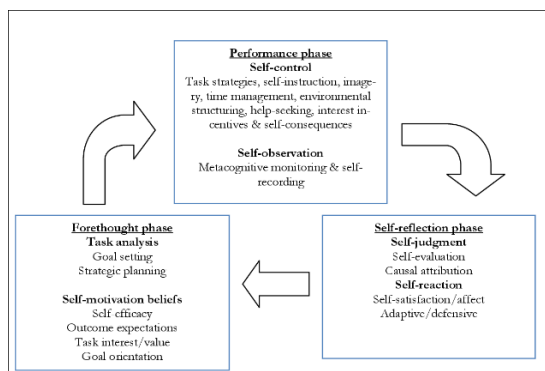 Performance phase
Self-control
Task strategies, self-instruction, image-
ry, time management, environmental
structuring, help-seeking, interest in-
centives & self-consequences
Self-observation
Metacognitive monitoring & self-
recording
Forethought phase
Task analysis
Goal setting
Strategic planning
Self-motivation beliefs
Self-efficacy
Outcome expectations
Task interest/value
Goal orientation
Self-reflection phase
Self-judgment
Self-evaluation
Causal attribution
Self-reaction
Self-satisfaction/affect
Adaptive/defensive